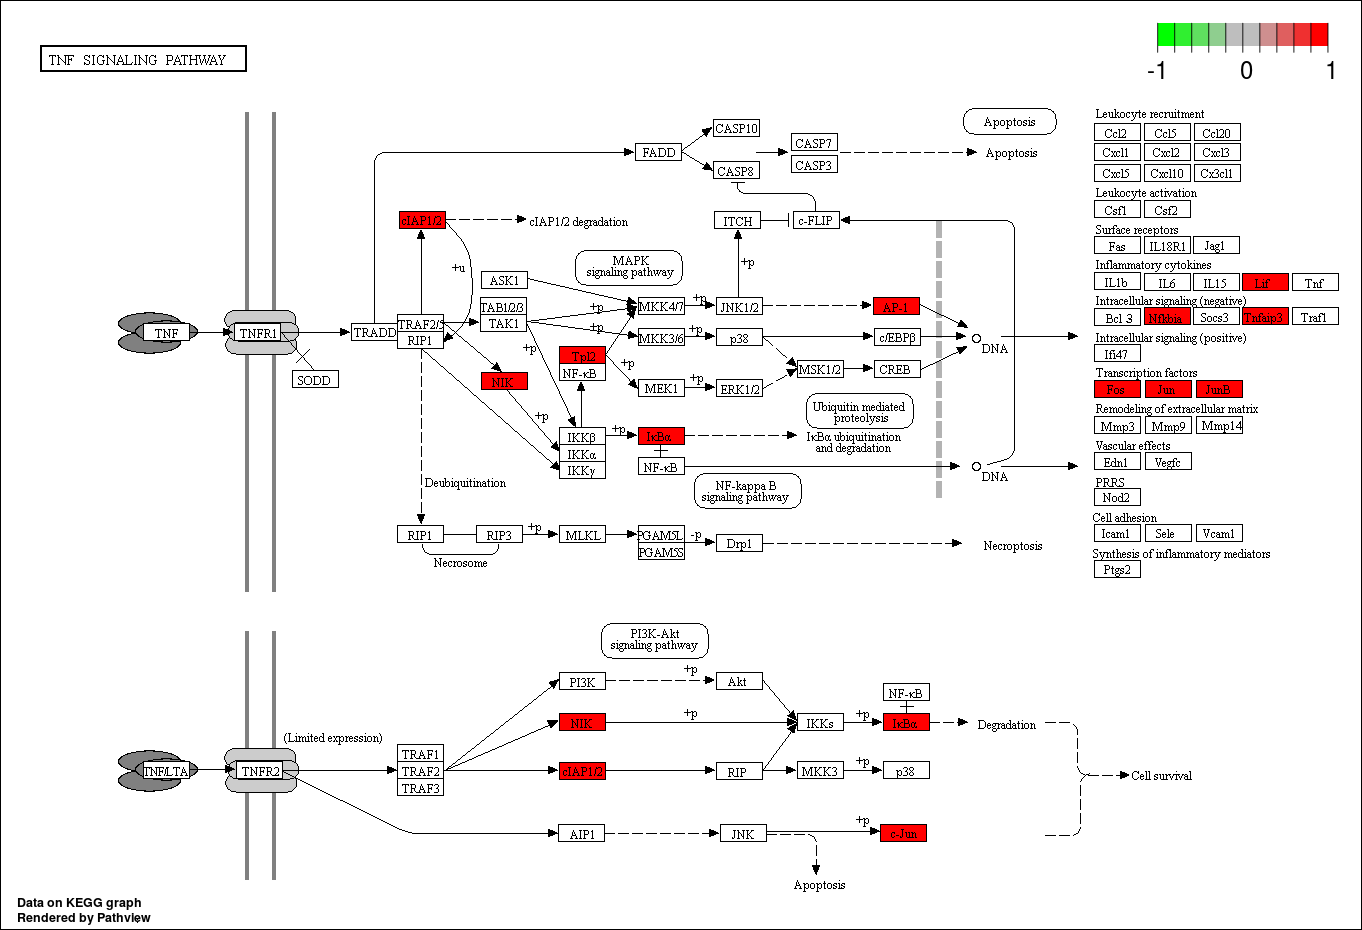 TNF SIGNALING PATHWAY
-1 0 1
Apoptosis
CASP10
FADD
CASP7
CASP3
Apoptosis
CASP8
cIAP1/2
cIAP1/2 degradation
ITCH
c-FLIP
+u
MAPK
signaling pathway
+p
ASK1
TAB1/2/3
TAK1
+p
MKK4/7
+p
JNK1/2
AP-1
TNF
TNFR1
TRADD
TRAF2/5
RIP1
+p
MKK3/6
p38
c/EBPβ
DNA
+p
Tpl2
NF-κB
+p
+p
MSK1/2
CREB
SODD
NIK
MEK1
ERK1/2
+p
Ubiquitin mediated
proteolysis
IKKβ
IKKα
IKKγ
+p
IκBα
IκBα ubiquitination
and degradation
NF-κB
DNA
Deubiquitination
NF-kappa B
signaling pathway
RIP1
RIP3
+p
MLKL
PGAM5L
PGAM5S
-p
Drp1
Necroptosis
Necrosome
Leukocyte recruitment
Ccl2 Ccl5 Ccl20
Cxcl1 Cxcl2 Cxcl3
Cxcl5 Cxcl10 Cx3cl1
Leukocyte activation
Csf1 Csf2
Surface receptors
Fas IL18R1 Jag1
Inflammatory cytokines
IL1b IL6 IL15 Lif Tnf
Intracellular signaling (negative)
Bcl 3 Nfkbia Socs3 Tnfaip3 Traf1
Intracellular signaling (positive)
Ifi47
Transcription factors
Fos Jun JunB
Remodeling of extracellular matrix
Mmp3 Mmp9 Mmp14
Vascular effects
Edn1 Vegfc
PRRS
Nod2
Cell adhesion
Icam1 Sele Vcam1
Synthesis of inflammatory mediators
Ptgs2
PI3K-Akt
signaling pathway
PI3K
+p
Akt
NF-κB
NIK
+p
IKKs
+p
IκBα
Degradation
(Limited expression)
TNF/LTA
TNFR2
TRAF1
TRAF2
TRAF3
cIAP1/2
RIP
MKK3
+p
p38
Cell survival
AIP1
JNK
+p
c-Jun
Apoptosis
Data on KEGG graph
Rendered by Pathview